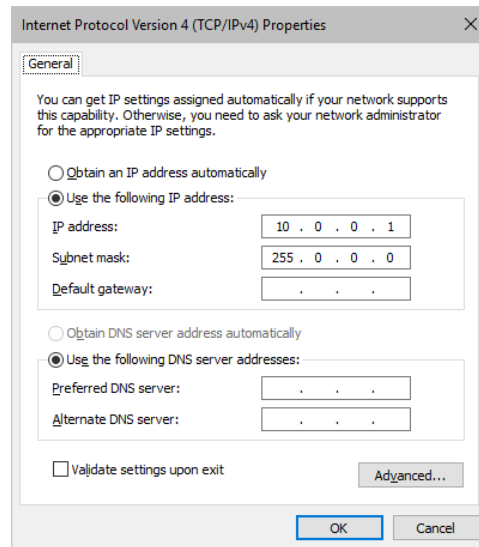 Internet Protocol Version 4 (TCP/IPv4) Properties
General
You can get IP settings assigned automatically if your network supports
this capability. Otherwise, you need to ask your network administrator
for the appropriate IP settings.
Obtain an IP address automatically
Use the following IP address:
IP address: 10 . 0 . 0 . 1
Subnet mask: 255 . 0 . 0 . 0
Default gateway: . . .
Obtain DNS server address automatically
Use the following DNS server addresses:
Preferred DNS server: . . .
Alternate DNS server: . . .
Validate settings upon exit
Advanced...
OK Cancel